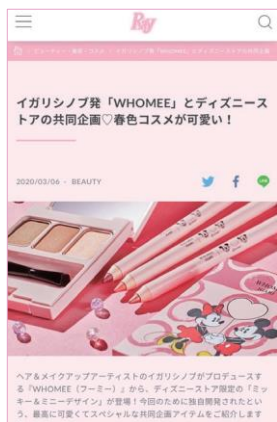 Ray
イガリシノブ発「WHOMEE」とディズニース
トアの共同企画♡春色コスメが可愛い！
2020/03/06 - BEAUTY
ヘア＆メイクアップアーティストのイガリシノブがプロデュースす
る『WHOMEE（フーミー）』から、ディズニーストア限定の「ミッ
キー＆ミニーデザイン」が登場！今回のために独自開発されたとい
う、最高に可愛くてスペシャルな共同企画アイテムをご紹介します